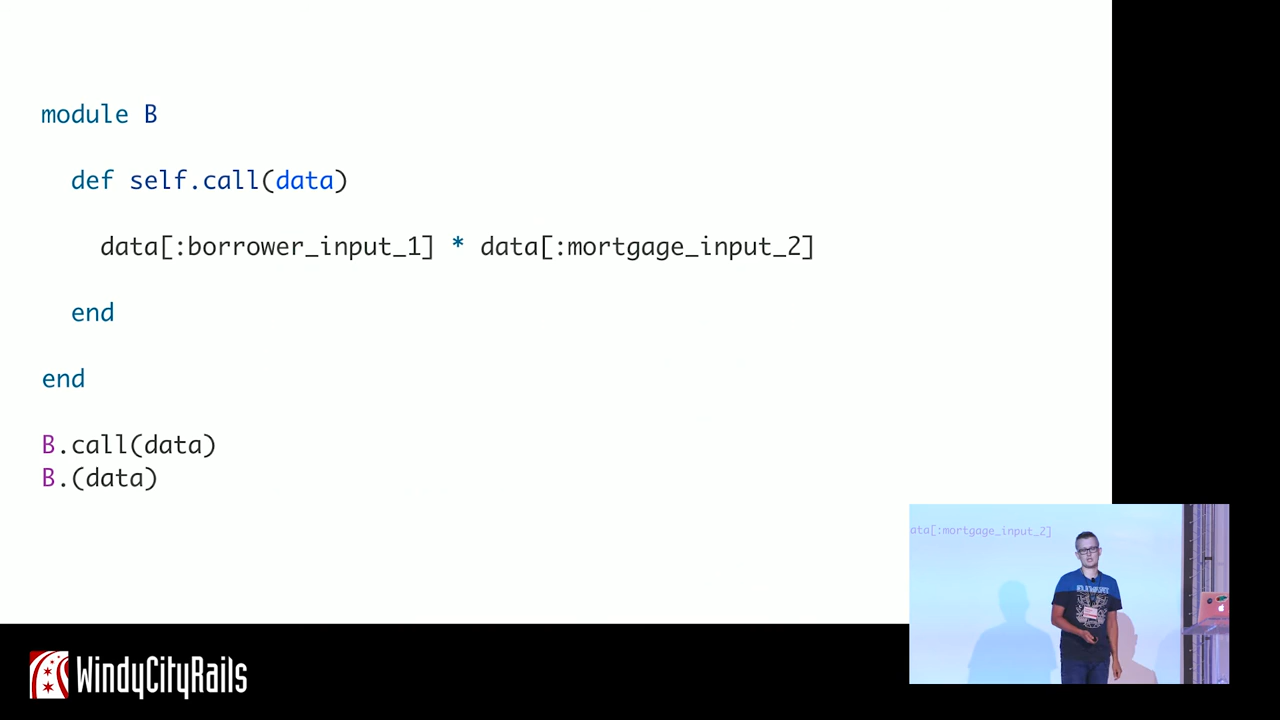 module B
def self.call(data)
data[:borrower_input_1] * data[:mortgage_input_2]
end
end
B.call(data)
B.(data)
ata[:mortgage_input_2]
WindyCityRails